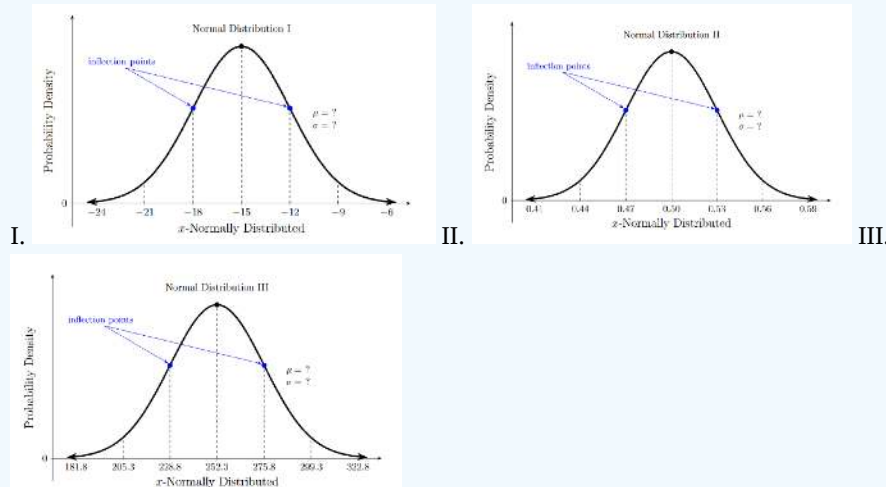 Normal Distribution I
inflection points
Probability Density
μ = ?
σ = ?
0
−24 −21 −18 −15 −12 −9 −6
x-Normally Distributed
I.
Normal Distribution II
inflection points
Probability Density
μ = ?
σ = ?
0
0.41 0.44 0.47 0.50 0.53 0.56 0.59
x-Normally Distributed
II.
III.
Normal Distribution III
inflection points
Probability Density
μ = ?
σ = ?
0
181.8 205.3 228.8 252.3 275.8 299.3 322.8
x-Normally Distributed